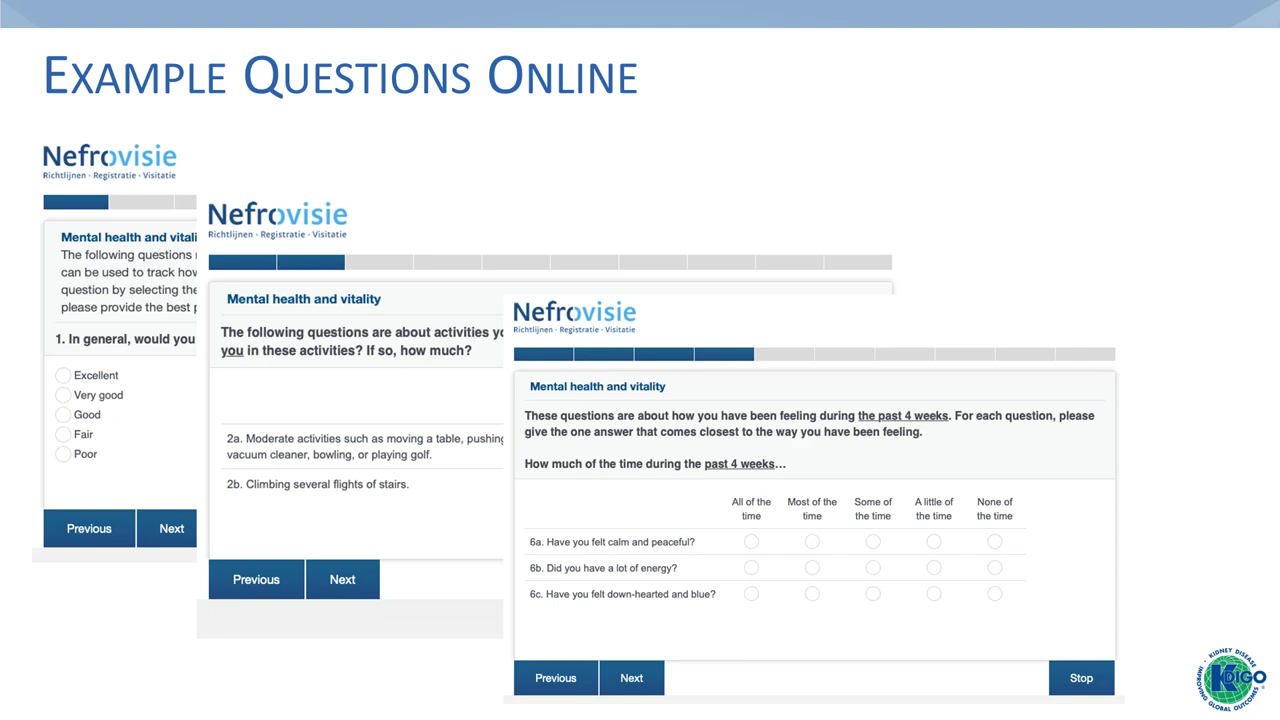 EXAMPLE QUESTIONS ONLINE
Nefrovisie
Richtlijnen · Registratie · Visitatie
Mental health and vitali
The following questions
can be used to track how
question by selecting the
please provide the best
1. In general, would you
Excellent
Very good
Good
Fair
Poor
Previous
Next
Nefrovisie
Richtlijnen · Registratie · Visitatie
Mental health and vitality
The following questions are about activities yo
you in these activities? If so, how much?
2a. Moderate activities such as moving a table, pushing
vacuum cleaner, bowling, or playing golf.
2b. Climbing several flights of stairs.
Previous
Next
Nefrovisie
Richtlijnen · Registratie · Visitatie
Mental health and vitality
These questions are about how you have been feeling during the past 4 weeks. For each question, please
give the one answer that comes closest to the way you have been feeling.
How much of the time during the past 4 weeks...
All of the time
Most of the time
Some of the time
A little of the time
None of the time
6a. Have you felt calm and peaceful?
6b. Did you have a lot of energy?
6c. Have you felt down-hearted and blue?
Previous
Next
Stop
KIDNEY DISEASE
KDIGO
IMPROVING GLOBAL OUTCOMES